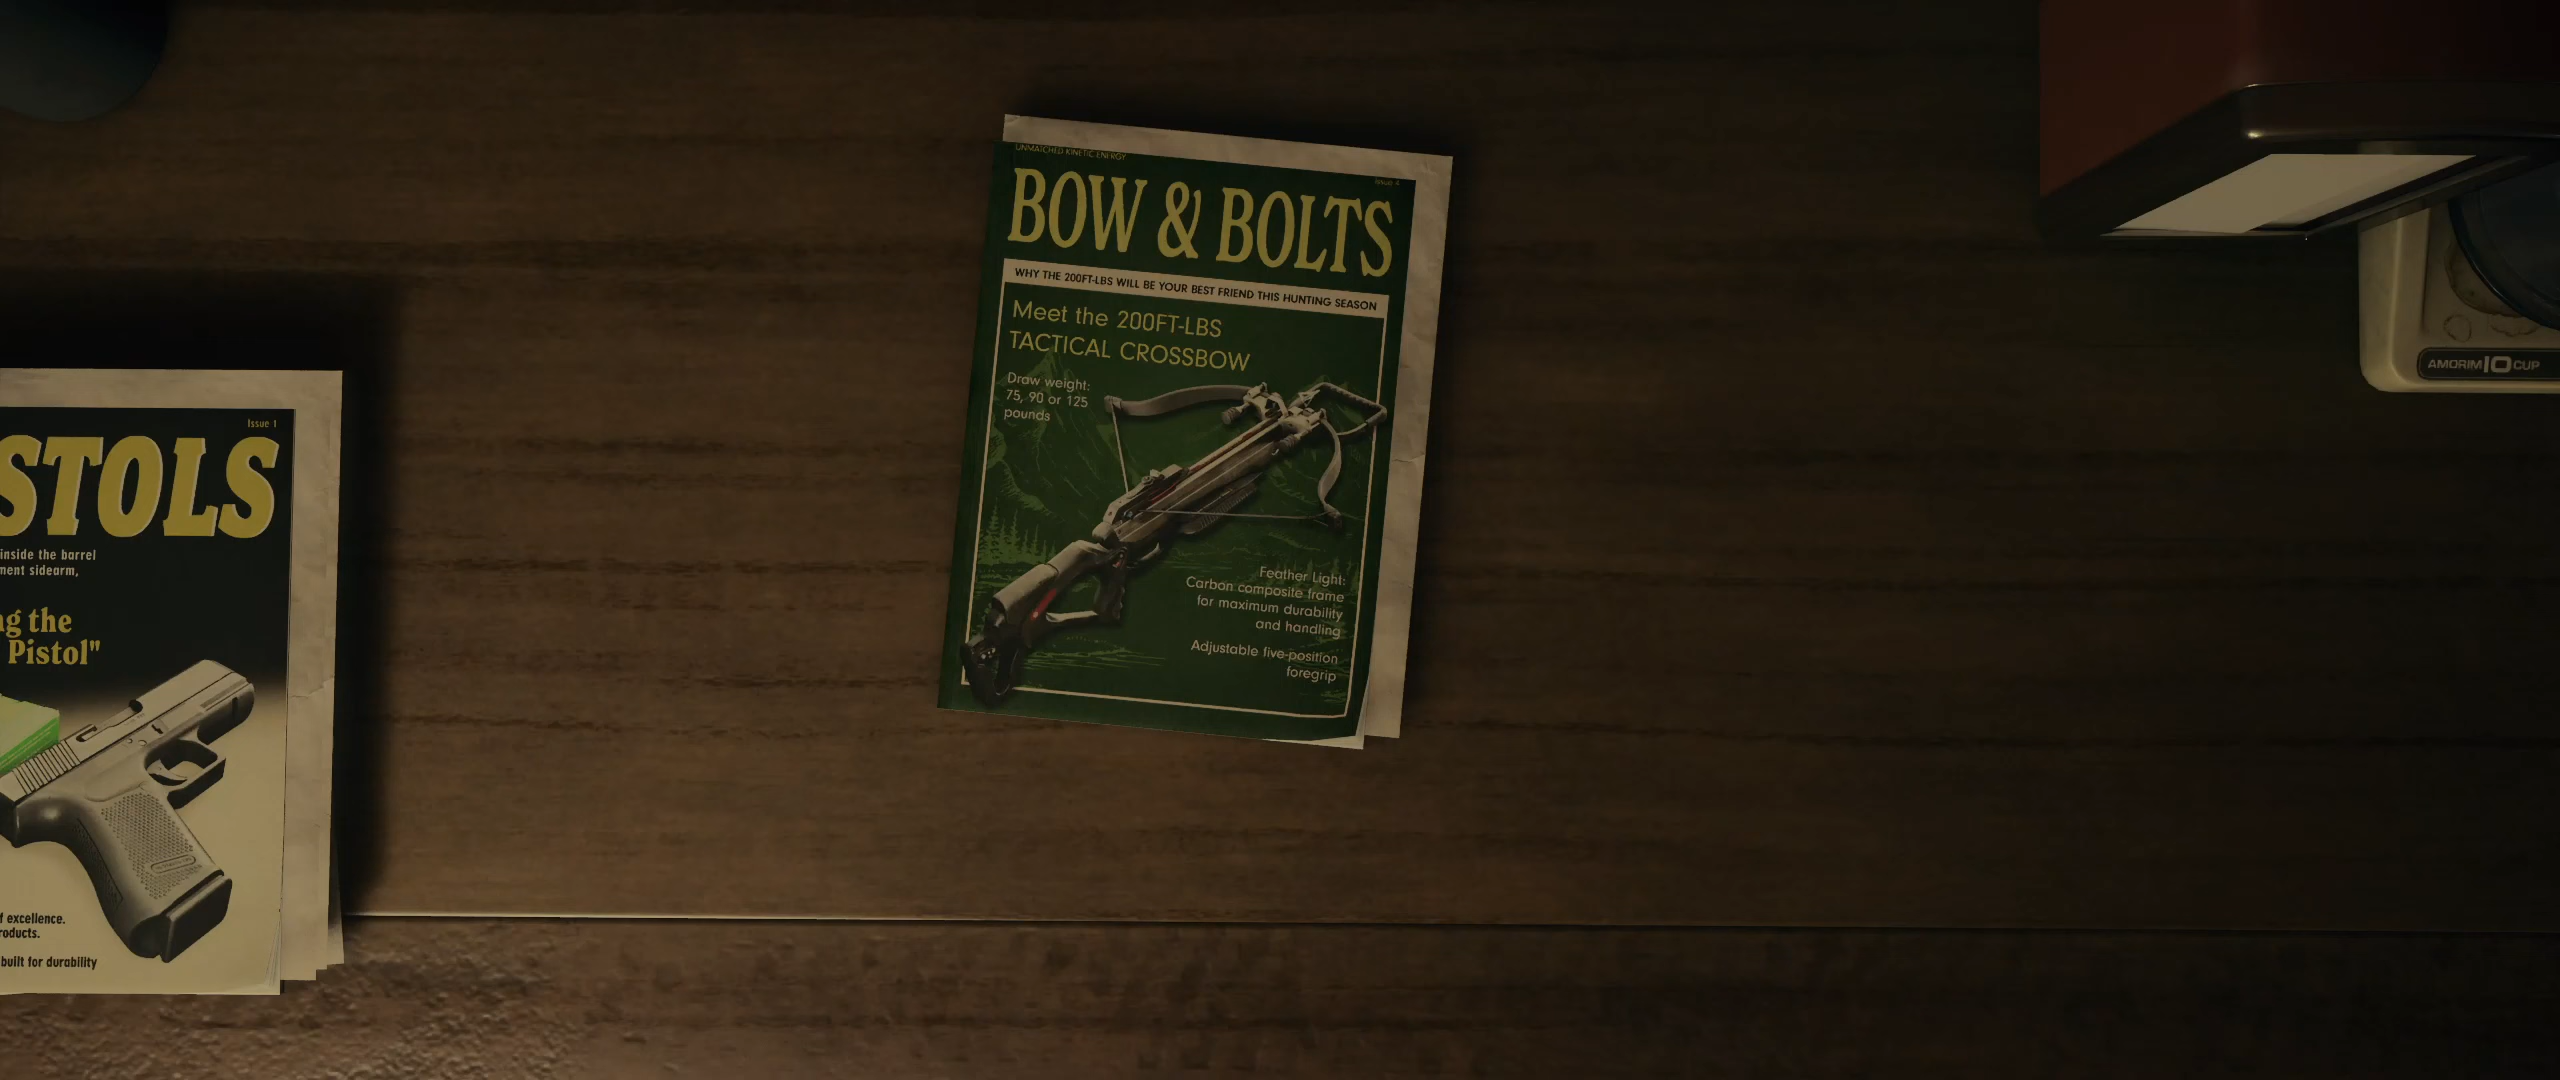 UNMATCHED KINETIC ENERGY
BOW & BOLTS
WHY THE 200FT-LBS WILL BE YOUR BEST FRIEND THIS HUNTING SEASON
Meet the 200FT-LBS
TACTICAL CROSSBOW
Draw weight:
75, 90 or 125
pounds
Feather Light:
Carbon composite frame
for maximum durability
and handling
Adjustable five-position
foregrip
Issue 1
STOLS
inside the barrel
ment sidearm,
ng the
Pistol"
f excellence.
roducts.
built for durability
AMORIM 10 CUP